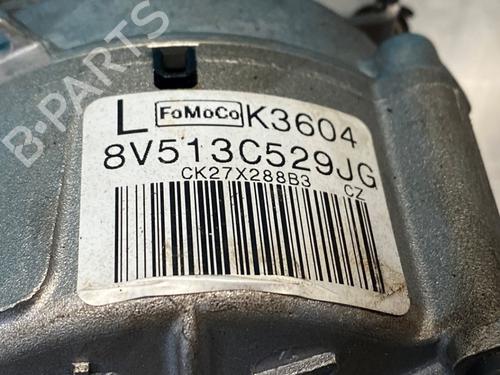 B-PARTS
L FoMoCo K3604
8V513C529JG
CK27X288B3 CZ